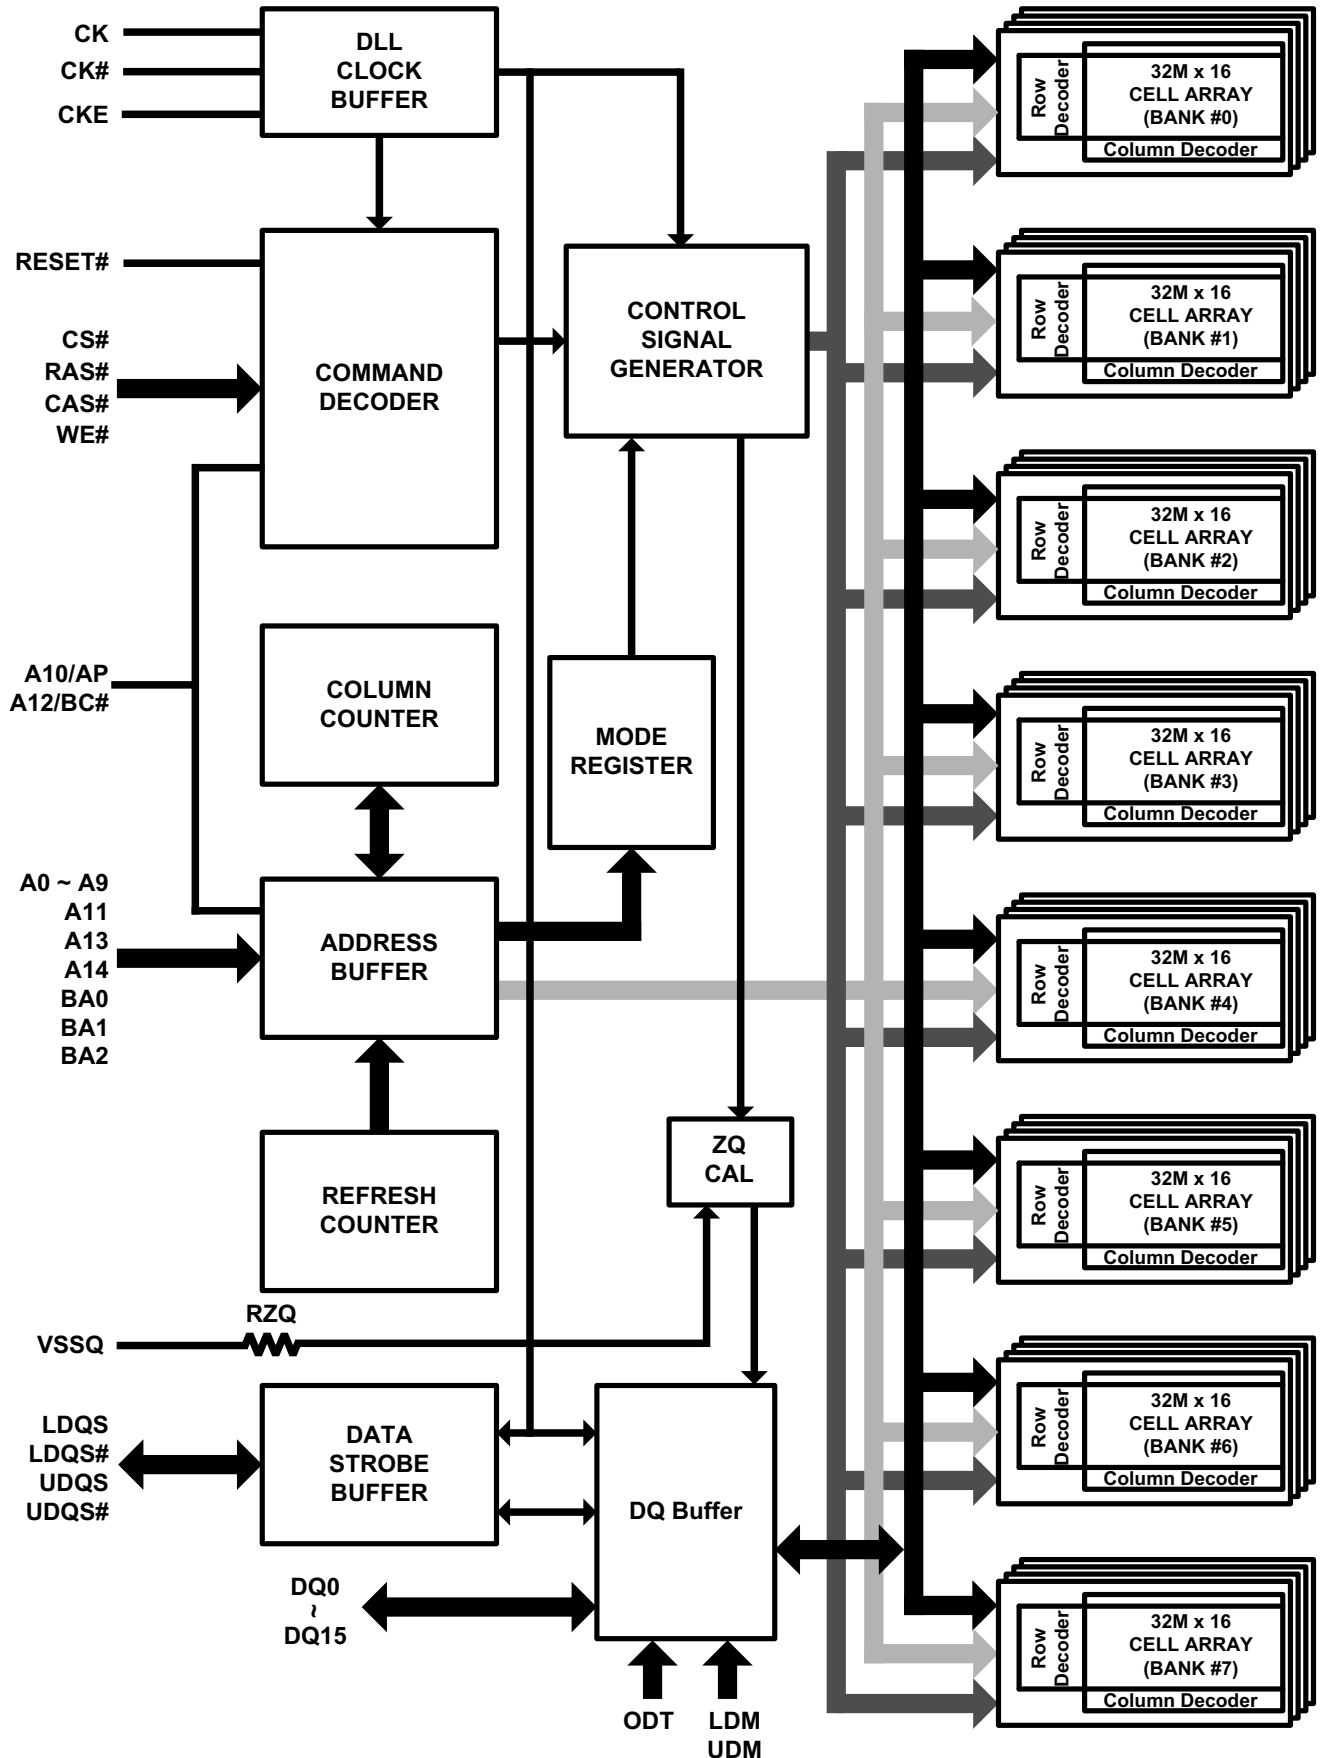 CK
CK#
CKE
DLL
CLOCK
BUFFER
RESET#
CS#
RAS#
CAS#
WE#
COMMAND
DECODER
CONTROL
SIGNAL
GENERATOR
A10/AP
A12/BC#
COLUMN
COUNTER
MODE
REGISTER
A0 ~ A9
A11
A13
A14
BA0
BA1
BA2
ADDRESS
BUFFER
REFRESH
COUNTER
ZQ
CAL
RZQ
VSSQ
LDQS
LDQS#
UDQS
UDQS#
DATA
STROBE
BUFFER
DQ Buffer
DQ0
~
DQ15
ODT
LDM
UDM
Row
Decoder
32M x 16
CELL ARRAY
(BANK #0)
Column Decoder
Row
Decoder
32M x 16
CELL ARRAY
(BANK #1)
Column Decoder
Row
Decoder
32M x 16
CELL ARRAY
(BANK #2)
Column Decoder
Row
Decoder
32M x 16
CELL ARRAY
(BANK #3)
Column Decoder
Row
Decoder
32M x 16
CELL ARRAY
(BANK #4)
Column Decoder
Row
Decoder
32M x 16
CELL ARRAY
(BANK #5)
Column Decoder
Row
Decoder
32M x 16
CELL ARRAY
(BANK #6)
Column Decoder
Row
Decoder
32M x 16
CELL ARRAY
(BANK #7)
Column Decoder